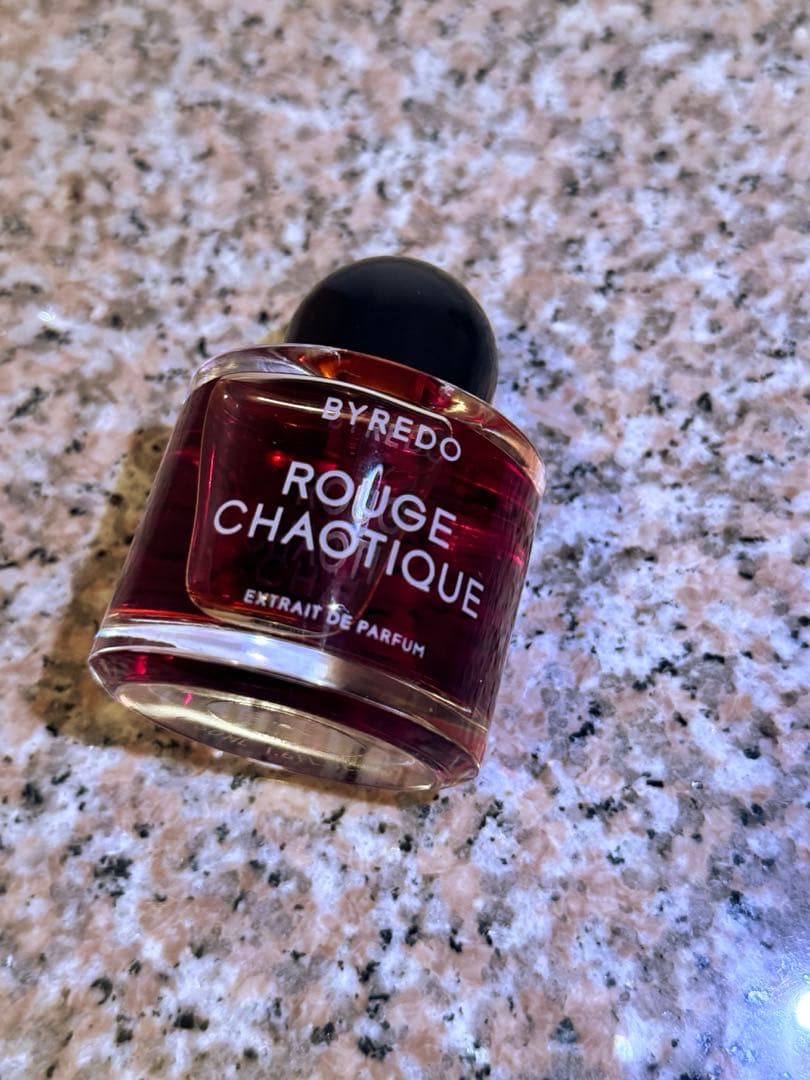 BYREDO
ROUGE
CHAOTIQUE
EXTRAIT DE PARFUM